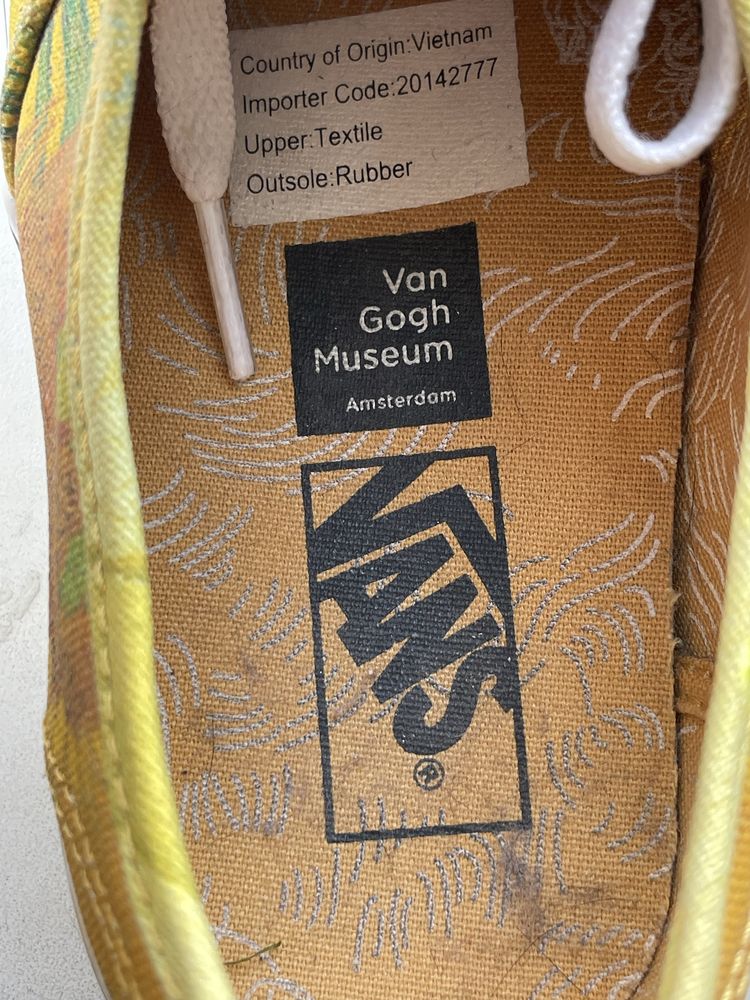 Country of Origin:Vietnam
Importer Code:20142777
Upper:Textile
Outsole:Rubber
Van
Gogh
Museum
Amsterdam
VANS
®